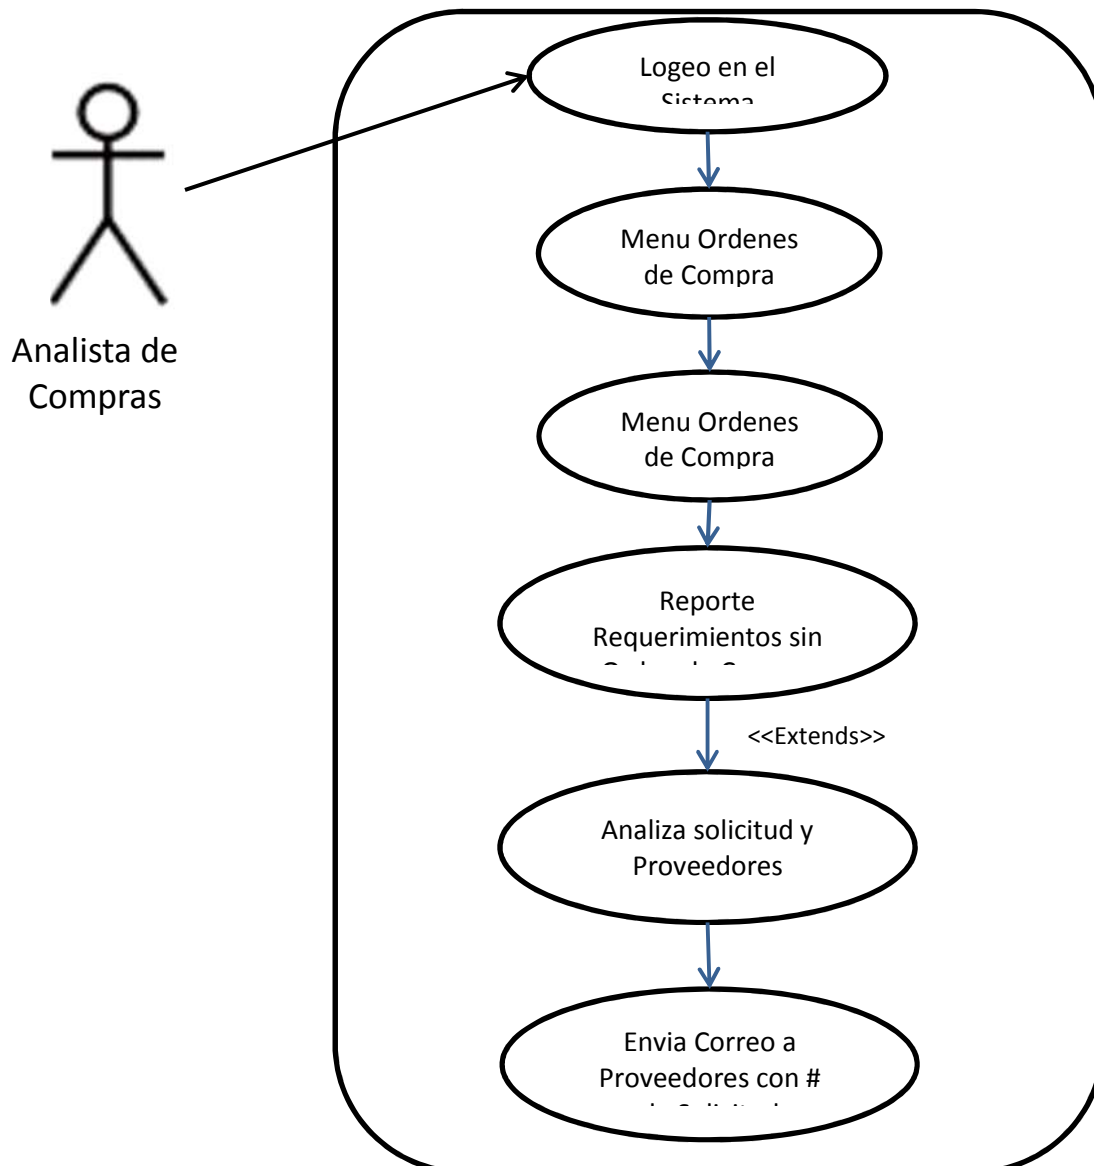 Logeo en el
Sistema
Analista de
Compras
Menu Ordenes
de Compra
Menu Ordenes
de Compra
Reporte
Requerimientos sin
<<Extends>>
Analiza solicitud y
Proveedores
Envia Correo a
Proveedores con #